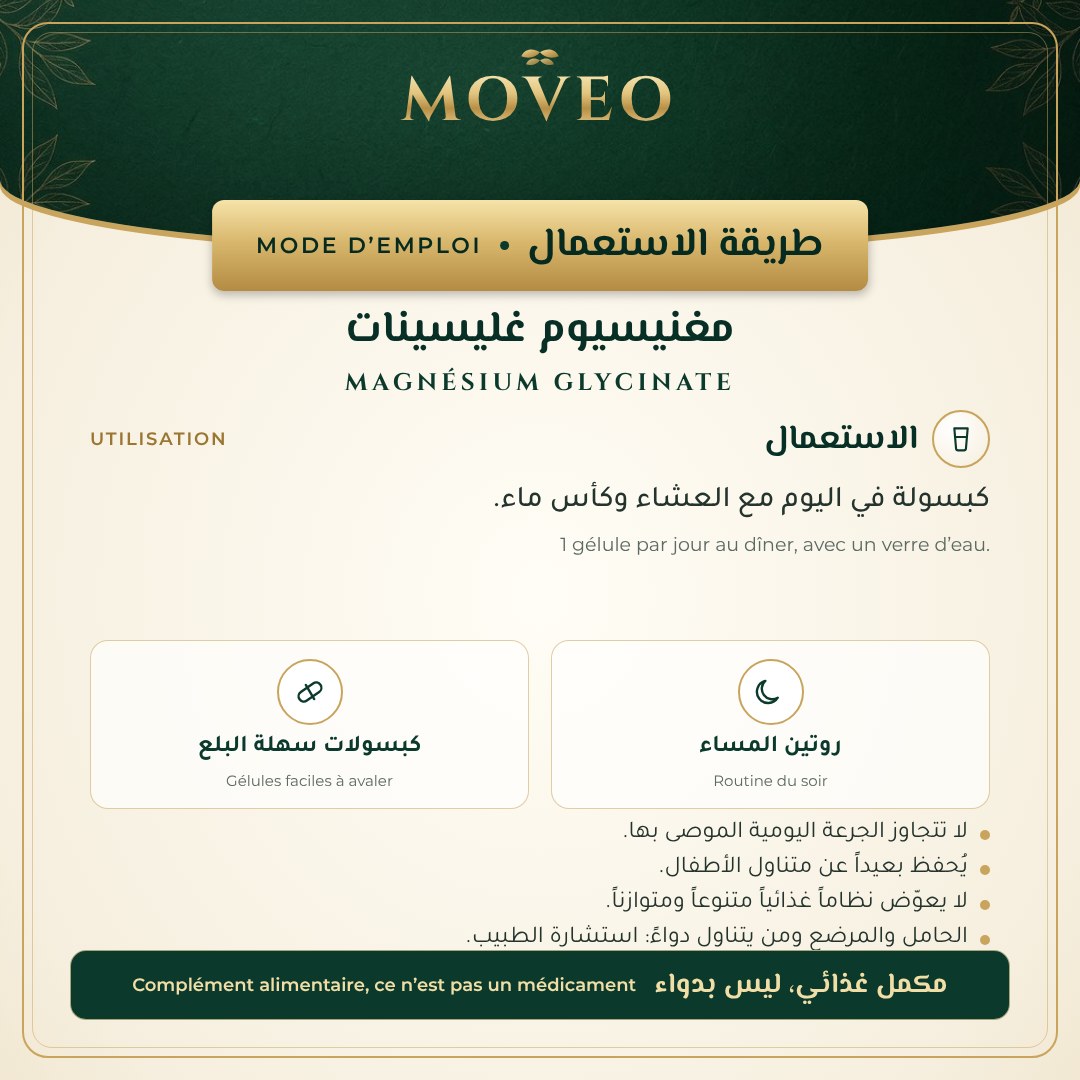 MOVEO
طريقة الاستعمال • MODE D’EMPLOI
مغنيسيوم غليسينات
MAGNÉSIUM GLYCINATE
الاستعمال
UTILISATION
كبسولة في اليوم مع العشاء وكأس ماء.
1 gélule par jour au dîner, avec un verre d’eau.
روتين المساء
Routine du soir
كبسولات سهلة البلع
Gélules faciles à avaler
لا تتجاوز الجرعة اليومية الموصى بها.
يُحفظ بعيداً عن متناول الأطفال.
لا يعوّض نظاماً غذائياً متنوعاً ومتوازناً.
الحامل والمرضع ومن يتناول دواءً: استشارة الطبيب.
مكمل غذائي، ليس بدواء Complément alimentaire, ce n’est pas un médicament